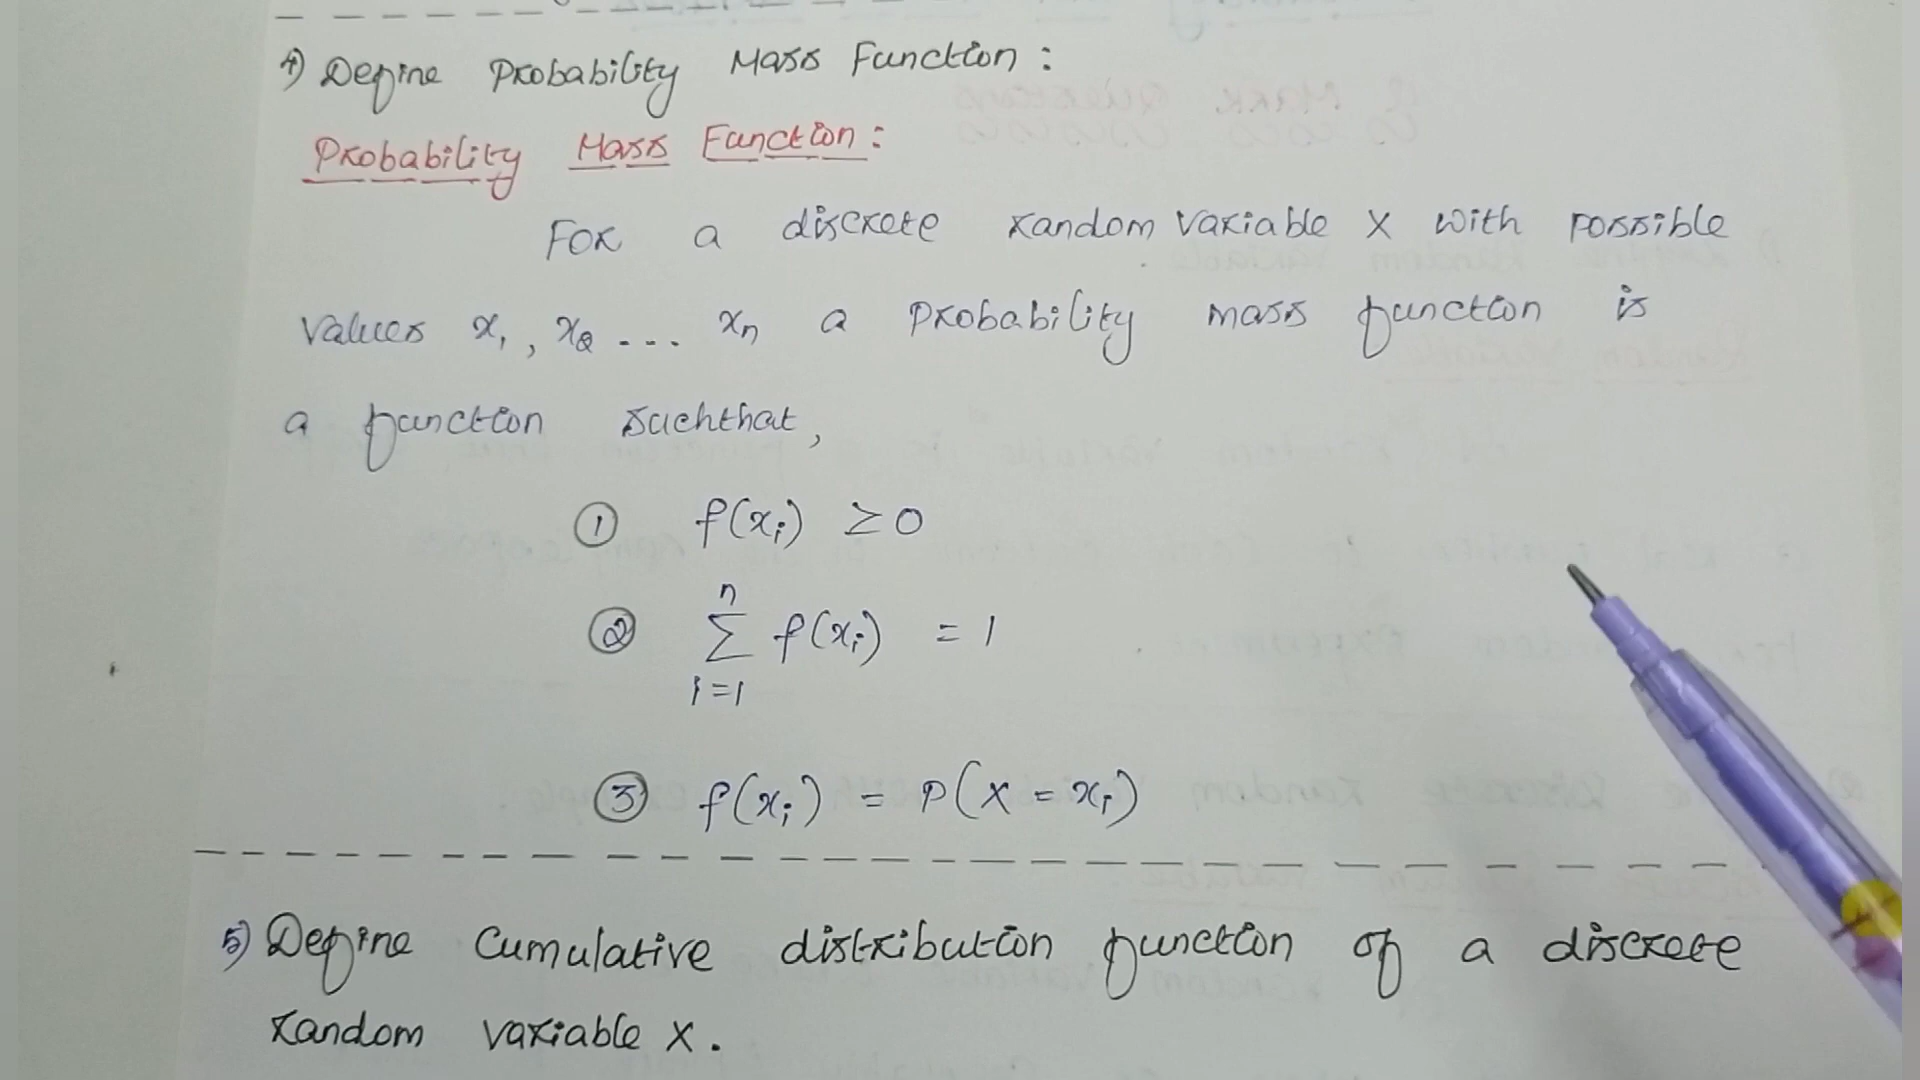 4) Define Probability Mass Function:
Probability Mass Function:
For a discrete random variable X with possible
values x₁, x₂ --- xₙ a probability mass function is
a function suchthat,
① f(xᵢ) ≥ 0
② n∑i=1 f(xᵢ) = 1
③ f(xᵢ) = P(X = xᵢ)
5) Define Cumulative distribution function of a discrete
random variable X.